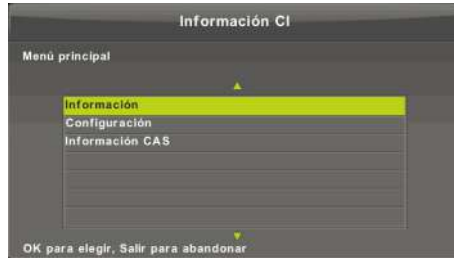 Información CI
Menú principal
Información
Configuración
Información CAS
OK para elegir, Salir para abandonar